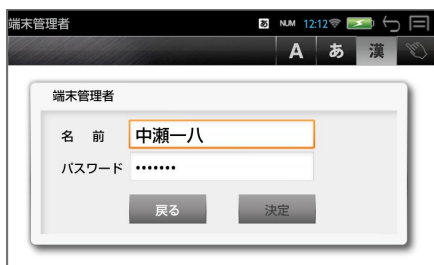 端末管理者
あ NUM 12:12
A あ 漢
端末管理者
名 前 中瀬一八
パスワード •••••••
戻る 決定